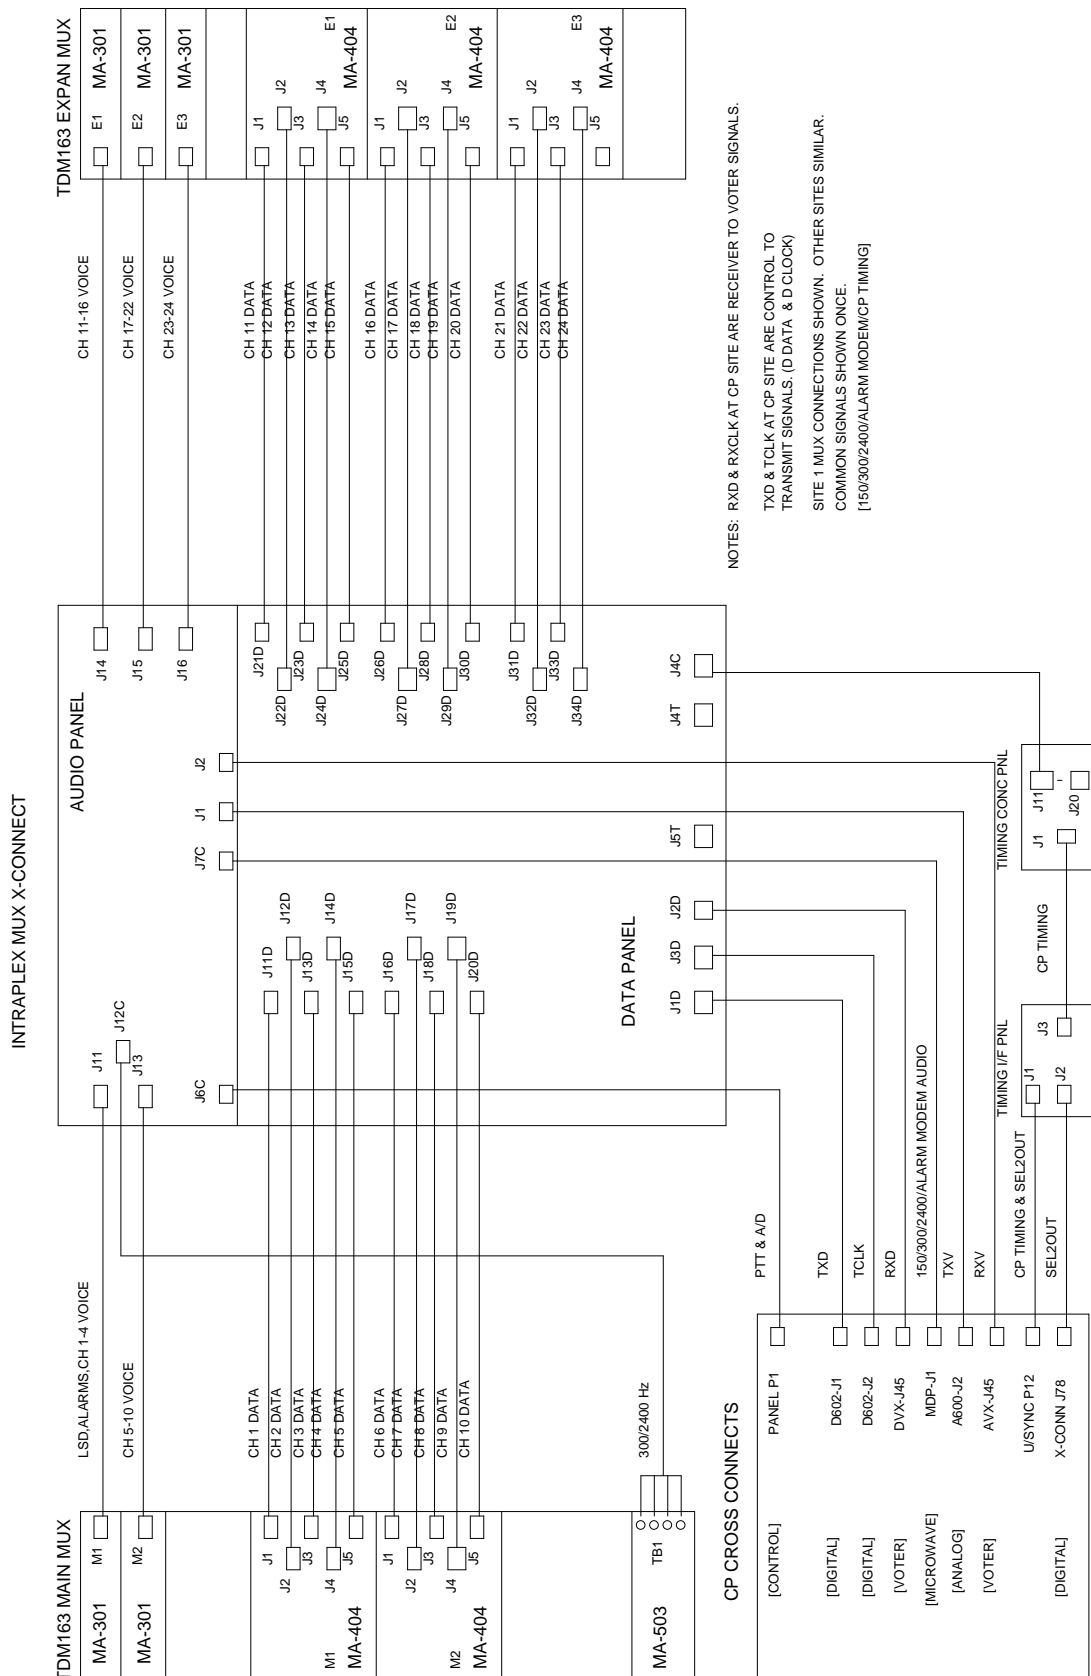 INTRAPLEX MUX X-CONNECT
TDM163 MAIN MUX
MA-301
M1
MA-301
M2
LSD,ALARMS,CH 1-4 VOICE
CH 5-10 VOICE
J1
J2
J3
J4
J5
M1
MA-404
J1
J2
J3
J4
J5
M2
MA-404
CH 1 DATA
CH 2 DATA
CH 3 DATA
CH 4 DATA
CH 5 DATA
CH 6 DATA
CH 7 DATA
CH 8 DATA
CH 9 DATA
CH 10 DATA
MA-503
TB1
300/2400 Hz
AUDIO PANEL
J11
J12C
J13
J6C
J7C
J1
J2
J14
J15
J16
DATA PANEL
J11D
J12D
J13D
J14D
J15D
J16D
J17D
J18D
J19D
J20D
J1D
J3D
J2D
J5T
J4T
J4C
J21D
J22D
J23D
J24D
J25D
J26D
J27D
J28D
J29D
J30D
J31D
J32D
J33D
J34D
TDM163 EXPAN MUX
E1
MA-301
E2
MA-301
E3
MA-301
CH 11-16 VOICE
CH 17-22 VOICE
CH 23-24 VOICE
CH 11 DATA
CH 12 DATA
CH 13 DATA
CH 14 DATA
CH 15 DATA
CH 16 DATA
CH 17 DATA
CH 18 DATA
CH 19 DATA
CH 20 DATA
CH 21 DATA
CH 22 DATA
CH 23 DATA
CH 24 DATA
J1
J2
J3
J4
J5
E1
MA-404
J1
J2
J3
J4
J5
E2
MA-404
J1
J2
J3
J4
J5
E3
MA-404
CP CROSS CONNECTS
[CONTROL] PANEL P1 PTT & A/D
[DIGITAL] D602-J1 TXD
[DIGITAL] D602-J2 TCLK
[VOTER] DVX-J45 RXD
[MICROWAVE] MDP-J1 150/300/2400/ALARM MODEM AUDIO
[ANALOG] A600-J2 TXV
[VOTER] AVX-J45 RXV
U/SYNC P12 CP TIMING & SEL2OUT
[DIGITAL] X-CONN J78 SEL2OUT
TIMING I/F PNL
J1
J2
J3
CP TIMING
TIMING CONC PNL
J1
J11
-
J20
NOTES: RXD & RXCLK AT CP SITE ARE RECEIVER TO VOTER SIGNALS.
TXD & TCLK AT CP SITE ARE CONTROL TO
TRANSMIT SIGNALS. (D DATA & D CLOCK)
SITE 1 MUX CONNECTIONS SHOWN. OTHER SITES SIMILAR.
COMMON SIGNALS SHOWN ONCE.
[150/300/2400/ALARM MODEM/CP TIMING]